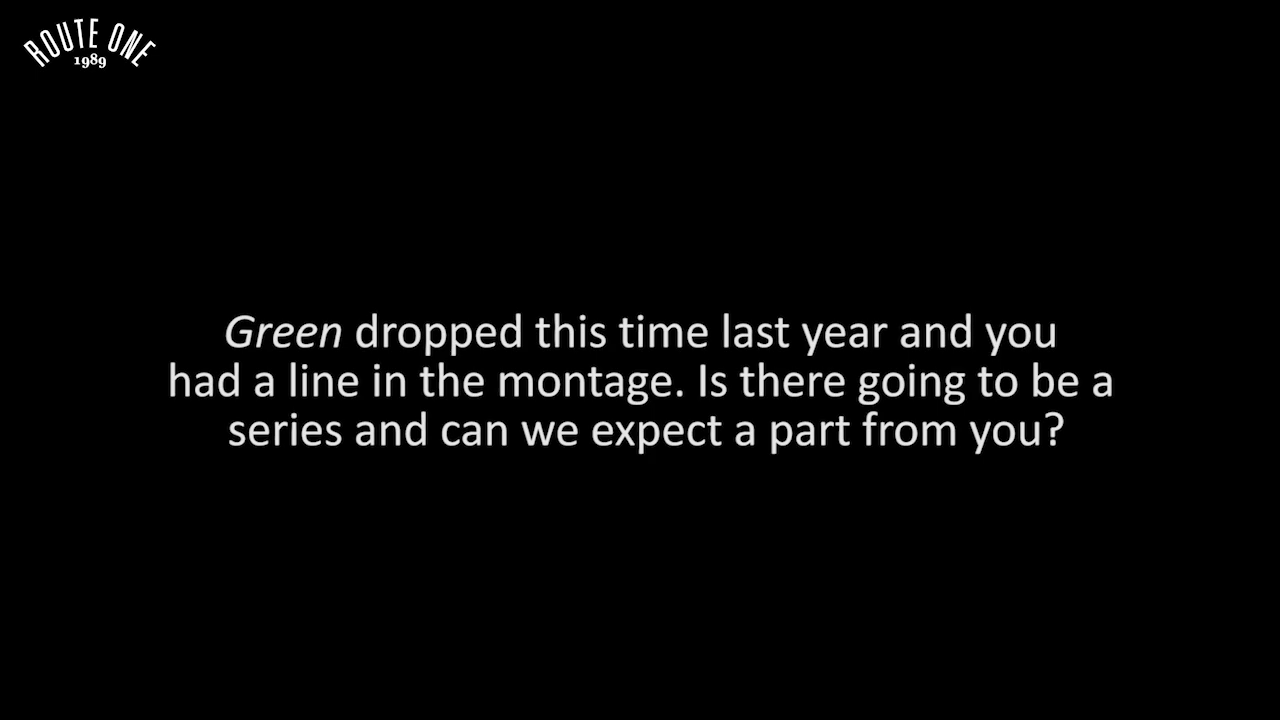 ROUTE ONE
1989
Green dropped this time last year and you
had a line in the montage. Is there going to be a
series and can we expect a part from you?